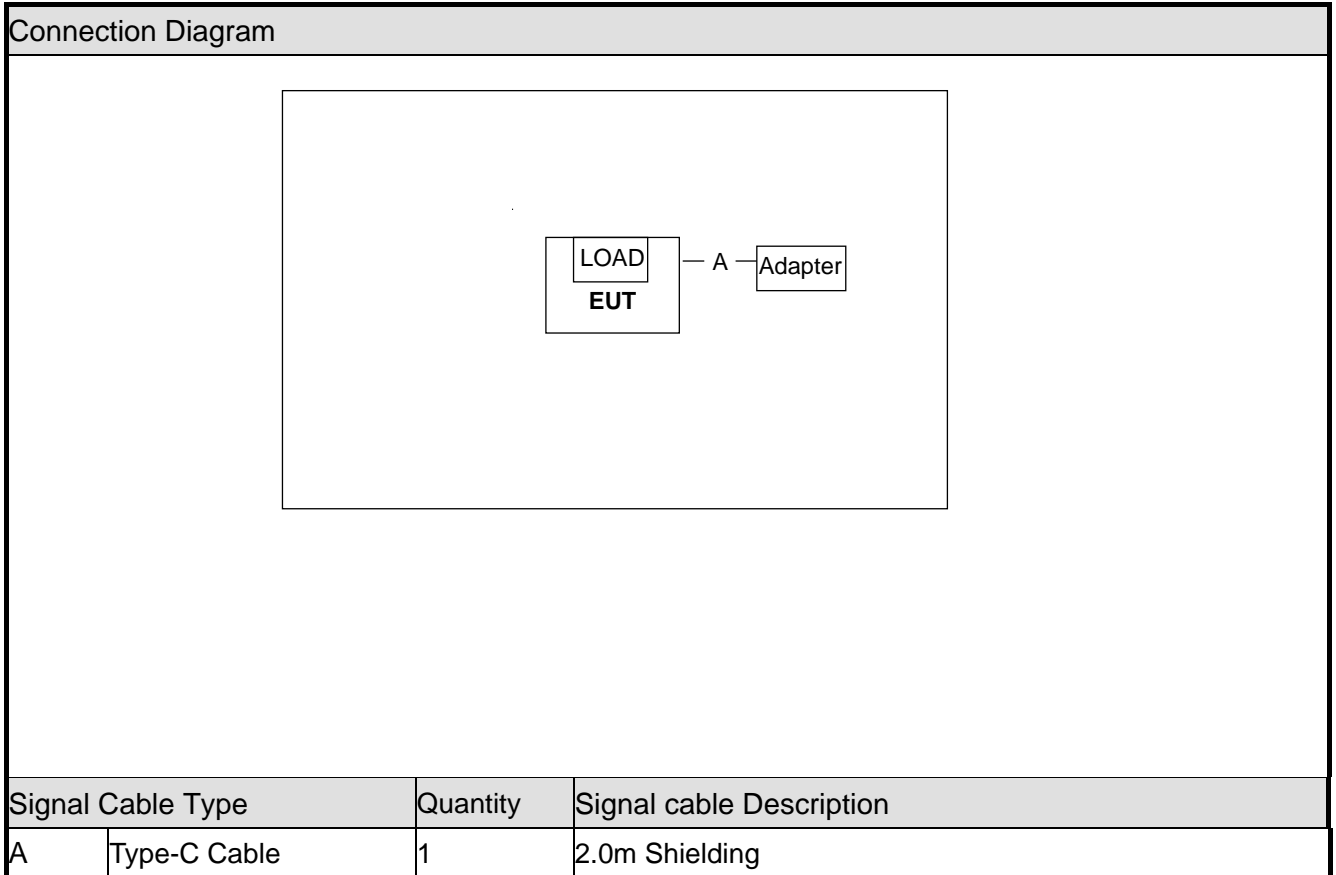 Connection Diagram
LOAD
EUT
A
Adapter
Signal Cable Type Quantity Signal cable Description
A Type-C Cable 1 2.0m Shielding